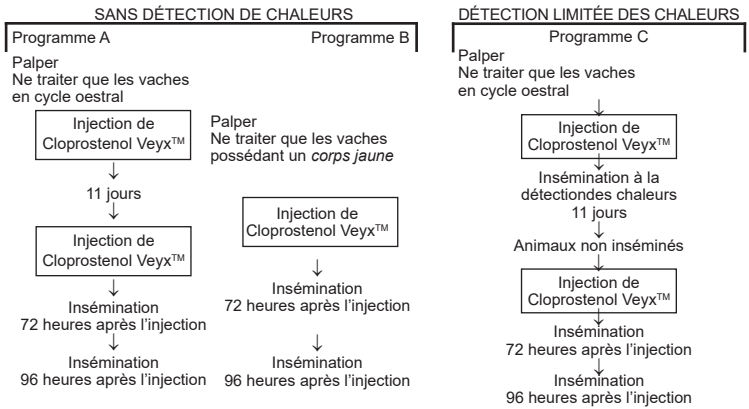 SANS DÉTECTION DE CHALEURS
Programme A
Palper
Ne traiter que les vaches
en cycle oestral
Injection de
Cloprostenol Veyx™
11 jours
Injection de
Cloprostenol Veyx™
Insémination
72 heures après l’injection
Insémination
96 heures après l’injection
Programme B
Palper
Ne traiter que les vaches
possédant un corps jaune
Injection de
Cloprostenol Veyx™
Insémination
72 heures après l’injection
Insémination
96 heures après l’injection
DÉTECTION LIMITÉE DES CHALEURS
Programme C
Palper
Ne traiter que les vaches
en cycle oestral
Injection de
Cloprostenol Veyx™
Insémination à la
détectiondes chaleurs
11 jours
Animaux non inséminés
Injection de
Cloprostenol Veyx™
Insémination
72 heures après l’injection
Insémination
96 heures après l’injection